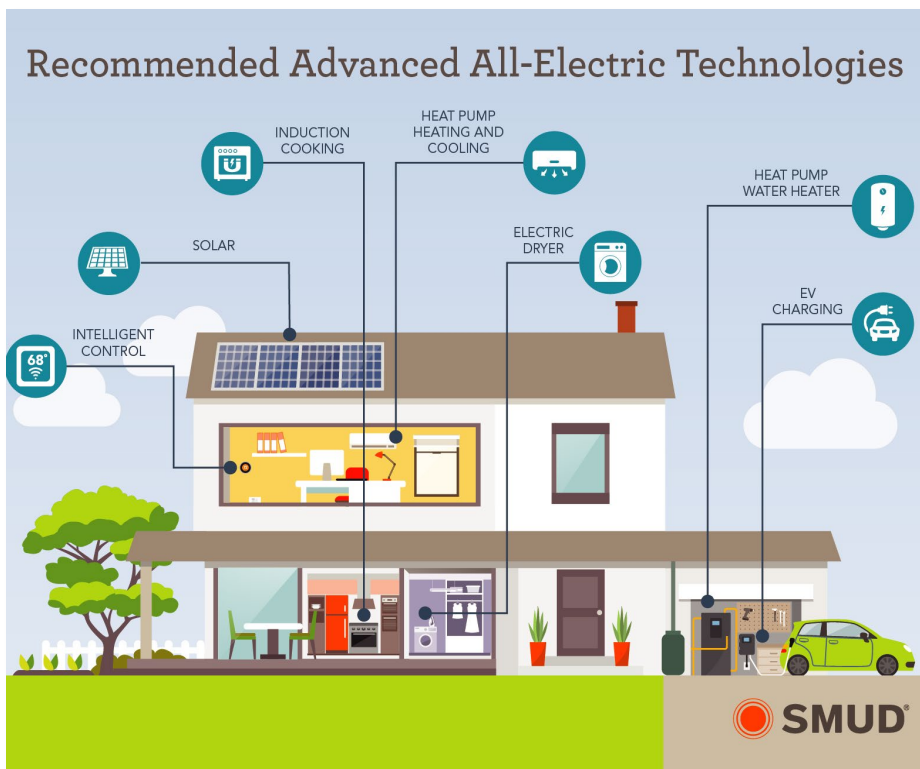 Recommended Advanced All-Electric Technologies
INDUCTION
COOKING
HEAT PUMP
HEATING AND
COOLING
HEAT PUMP
WATER HEATER
SOLAR
ELECTRIC
DRYER
EV
CHARGING
INTELLIGENT
CONTROL
68°
SMUD®